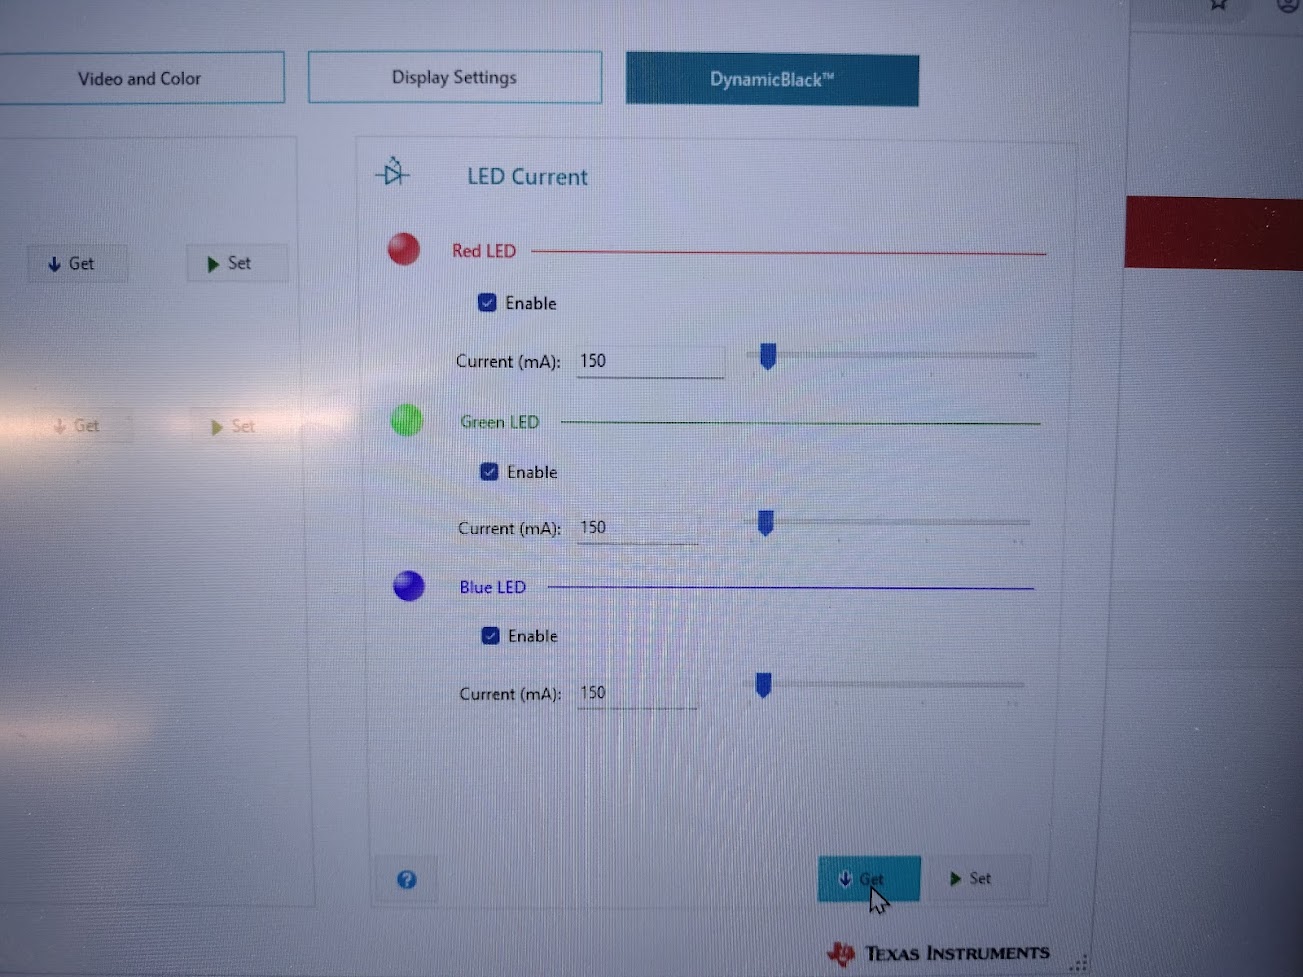 Video and Color
Display Settings
DynamicBlack™
LED Current
Red LED
Get
Set
Enable
Current (mA):
150
Get
Set
Green LED
Enable
Current (mA):
150
Blue LED
Enable
Current (mA):
150
?
Get
Set
TEXAS INSTRUMENTS